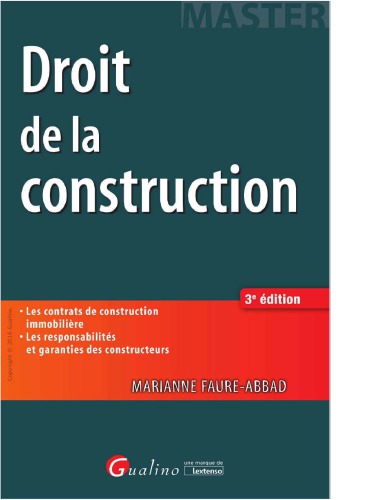 MASTER
Droit
de la
construction
3e édition
• Les contrats de construction
immobilière
• Les responsabilités
et garanties des constructeurs
MARIANNE FAURE-ABBAD
Gualino
une marque de
lextenso